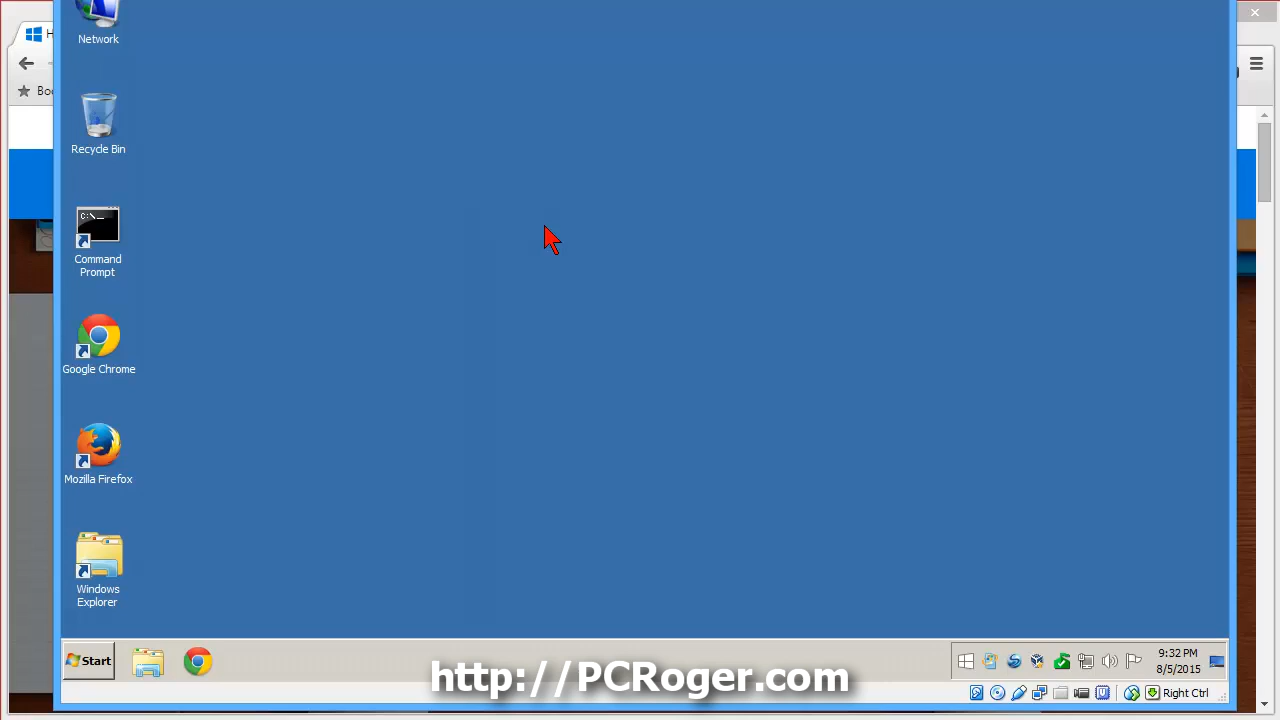 H
Network
Boo
Recycle Bin
C:\_
Command
Prompt
Google Chrome
Mozilla Firefox
Windows
Explorer
Start
9:32 PM
8/5/2015
http://PCRoger.com
Right Ctrl